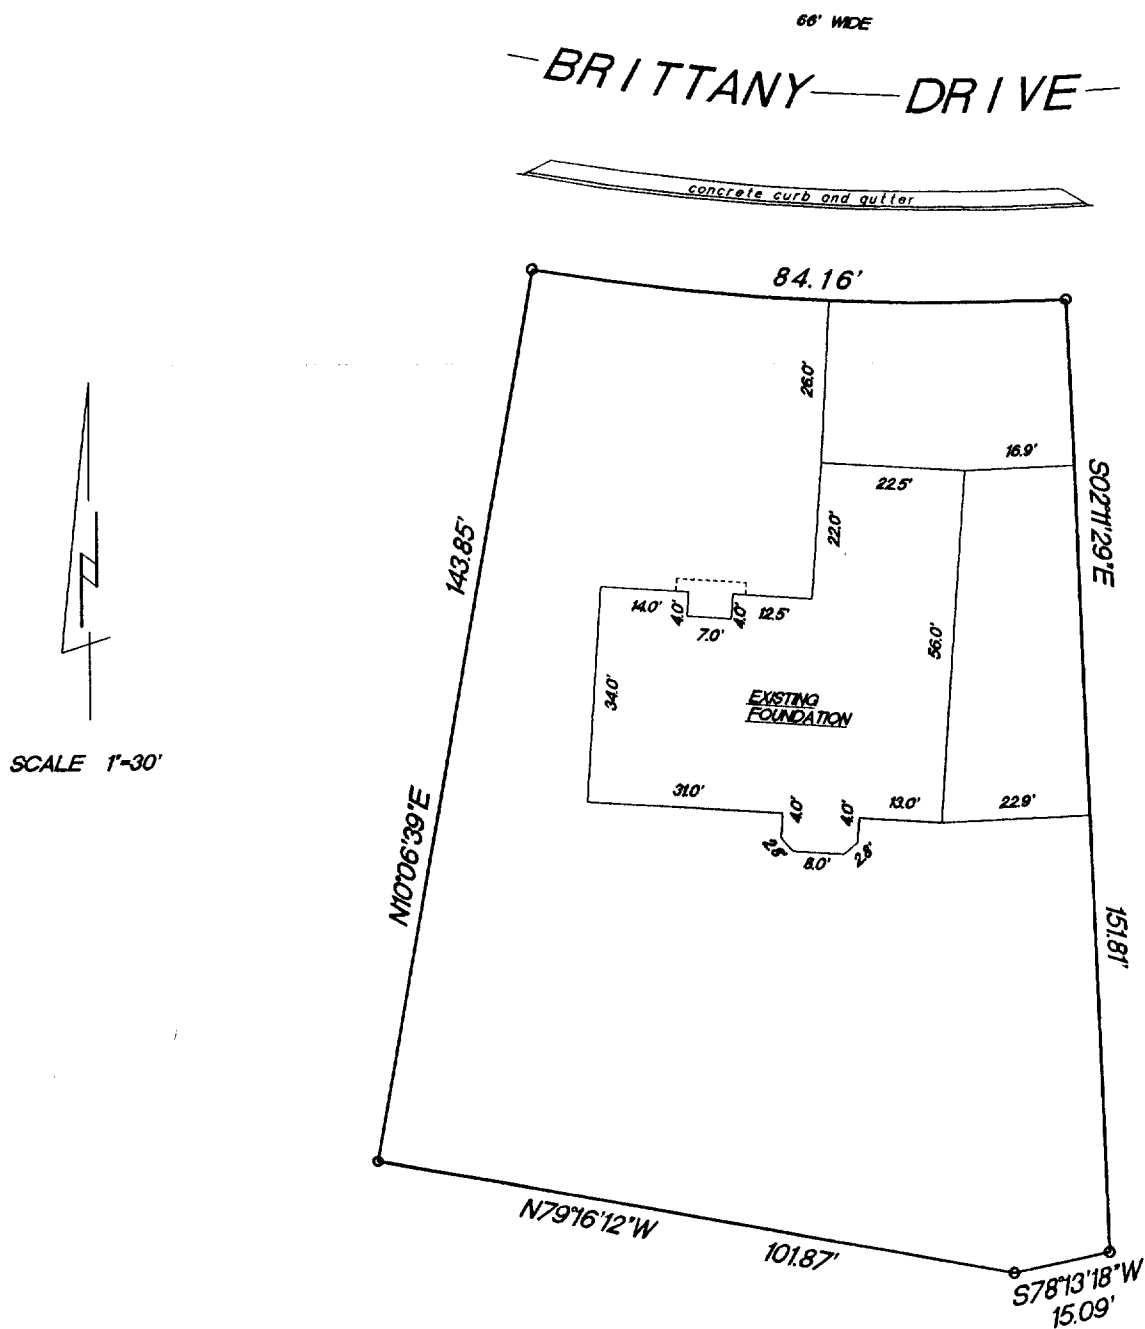 66' WIDE
BRITTANY DRIVE
concrete curb and gutter
84.16'
26.0'
16.9'
22.5'
S02°11'29"E
22.0'
143.85'
14.0'
4.0'
7.0'
4.0'
12.5'
56.0'
34.0'
EXISTING
FOUNDATION
SCALE 1"=30'
31.0'
4.0'
4.0'
13.0'
22.9'
2.8'
8.0'
2.8'
N10°06'39"E
151.81'
N79°16'12"W
101.87'
S78°13'18"W
15.09'